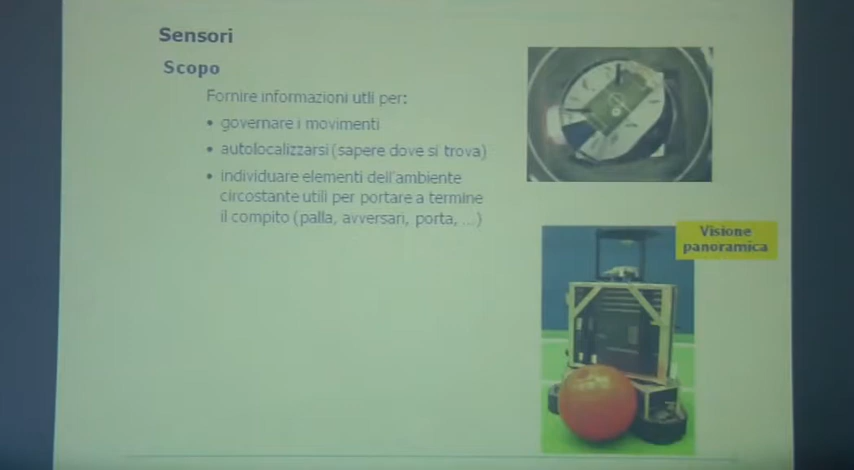 Sensori
Scopo
Fornire informazioni utli per:
• governare i movimenti
• autolocalizzarsi (sapere dove si trova)
• individuare elementi dell'ambiente
circostante utili per portare a termine
il compito (palla, avversari, porta, ...)
Visione
panoramica